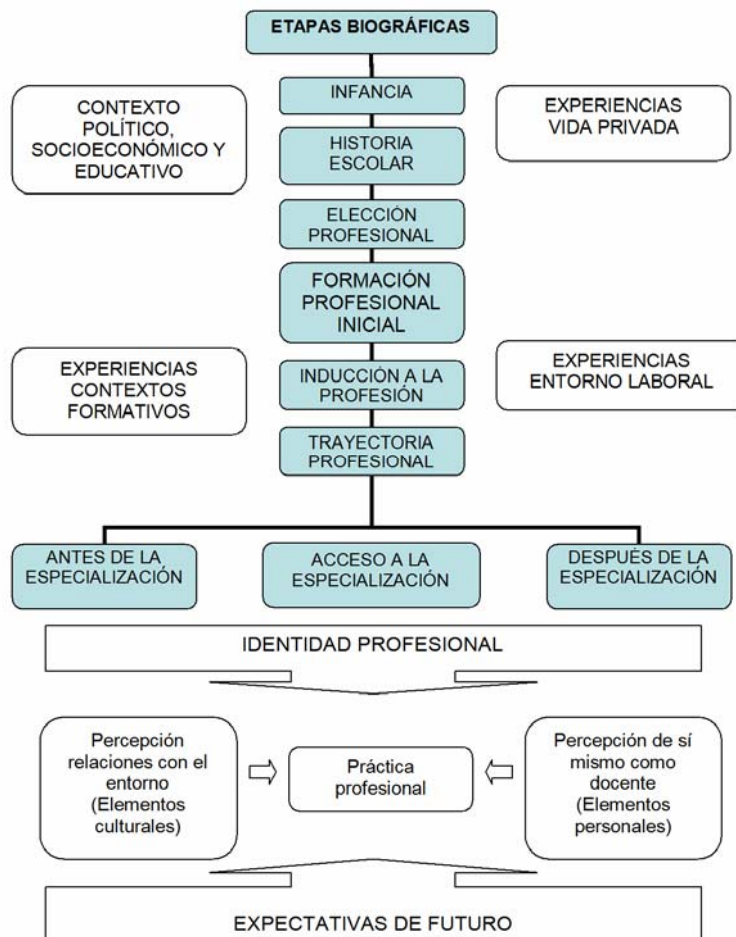 ETAPAS BIOGRÁFICAS
INFANCIA
CONTEXTO
POLÍTICO,
SOCIOECONÓMICO Y
EDUCATIVO
EXPERIENCIAS
VIDA PRIVADA
HISTORIA
ESCOLAR
ELECCIÓN
PROFESIONAL
FORMACIÓN
PROFESIONAL
INICIAL
EXPERIENCIAS
CONTEXTOS
FORMATIVOS
EXPERIENCIAS
ENTORNO LABORAL
INDUCCIÓN A LA
PROFESIÓN
TRAYECTORIA
PROFESIONAL
ANTES DE LA
ESPECIALIZACIÓN
ACCESO A LA
ESPECIALIZACIÓN
DESPUÉS DE LA
ESPECIALIZACIÓN
IDENTIDAD PROFESIONAL
Percepción
relaciones con el
entorno
(Elementos
culturales)
Práctica
profesional
Percepción de sí
mismo como
docente
(Elementos
personales)
EXPECTATIVAS DE FUTURO